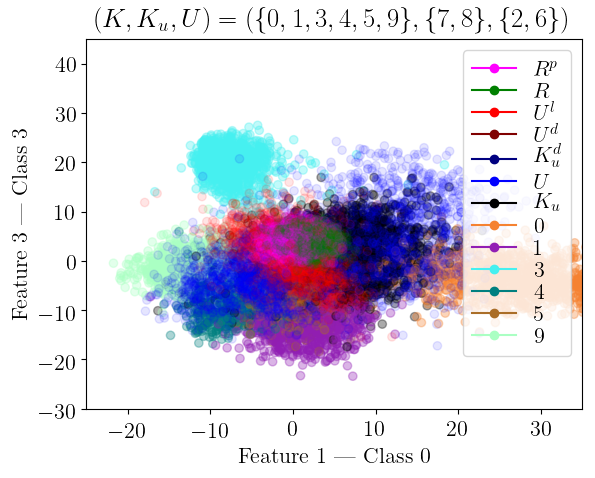 (K, K_u, U) = ({0, 1, 3, 4, 5, 9}, {7, 8}, {2, 6})
Feature 3 — Class 3
40
30
20
10
0
−10
−20
−30
−20
−10
0
10
20
30
Feature 1 — Class 0
R^p
R
U^l
U^d
K_u^d
U
K_u
0
1
3
4
5
9